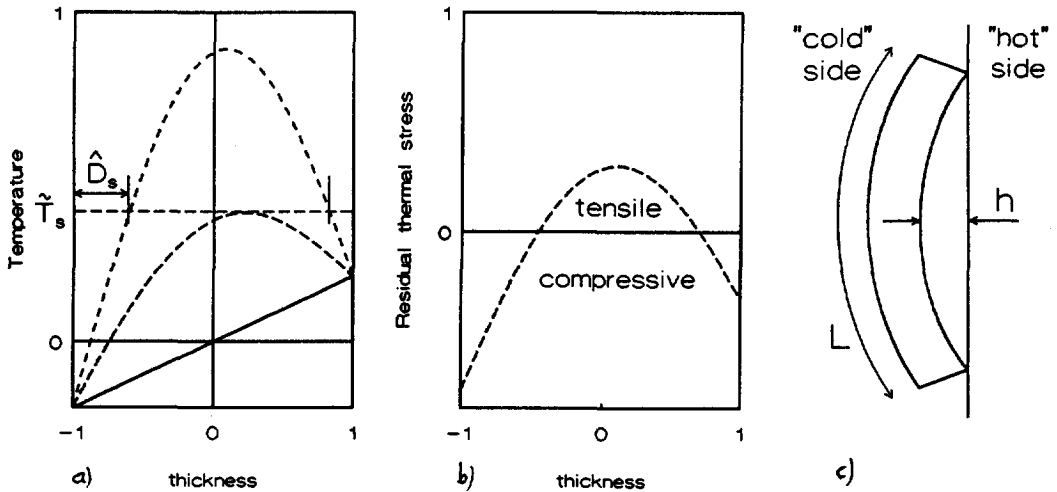 1
Temperature
D̂s
T̃s
0
-1
0
1
a)
thickness
1
Residual thermal stress
tensile
0
compressive
-1
0
1
b)
thickness
"cold"
side
"hot"
side
h
L
c)